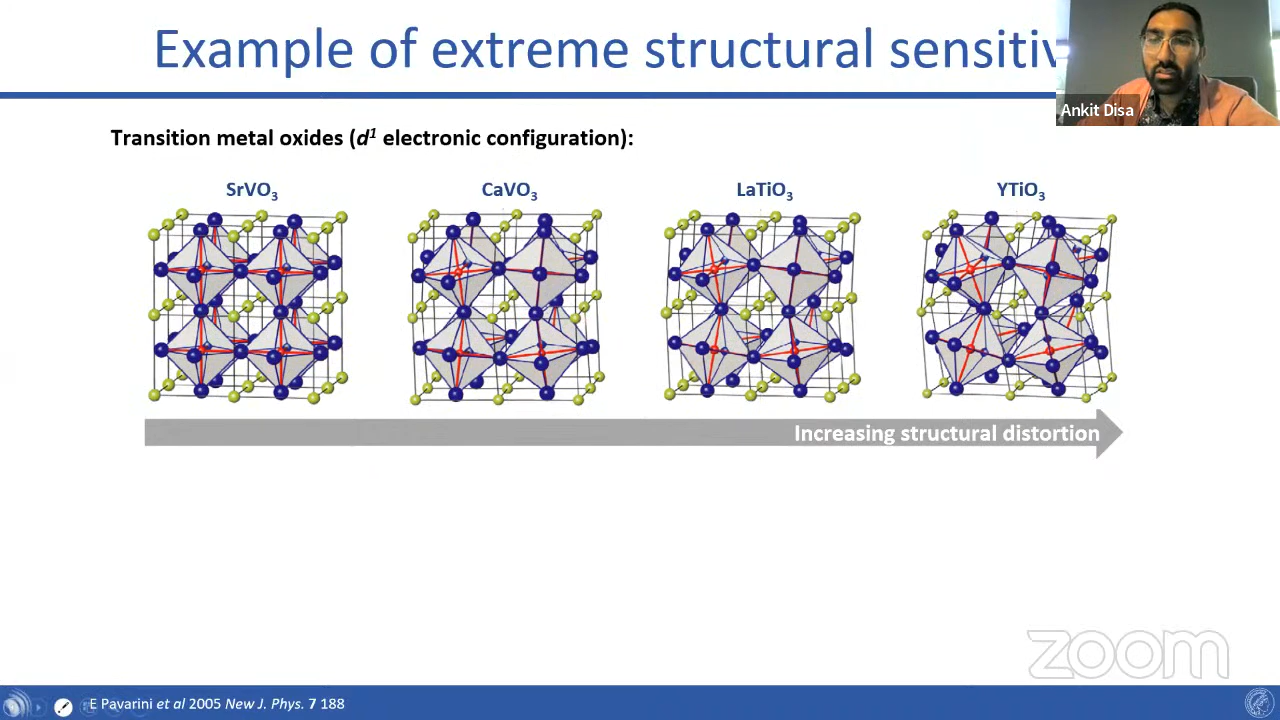 Example of extreme structural sensitiv
Ankit Disa
Transition metal oxides (d¹ electronic configuration):
SrVO₃ CaVO₃ LaTiO₃ YTiO₃
Increasing structural distortion
zoom
E Pavarini et al 2005 New J. Phys. 7 188